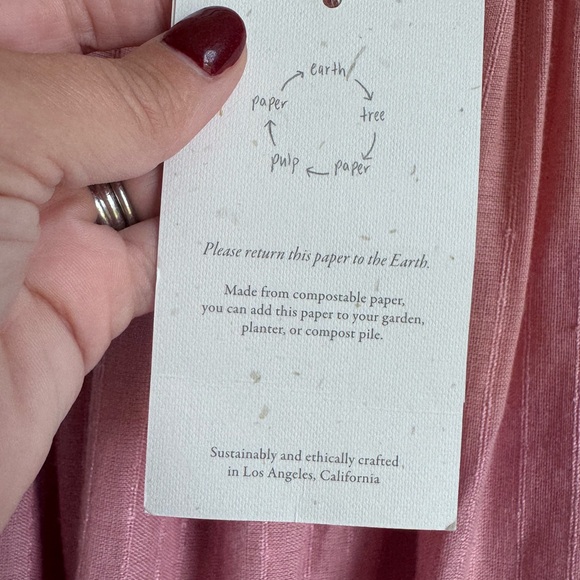 earth
tree
paper
pulp
paper
Please return this paper to the Earth.
Made from compostable paper,
you can add this paper to your garden,
planter, or compost pile.
Sustainably and ethically crafted
in Los Angeles, California